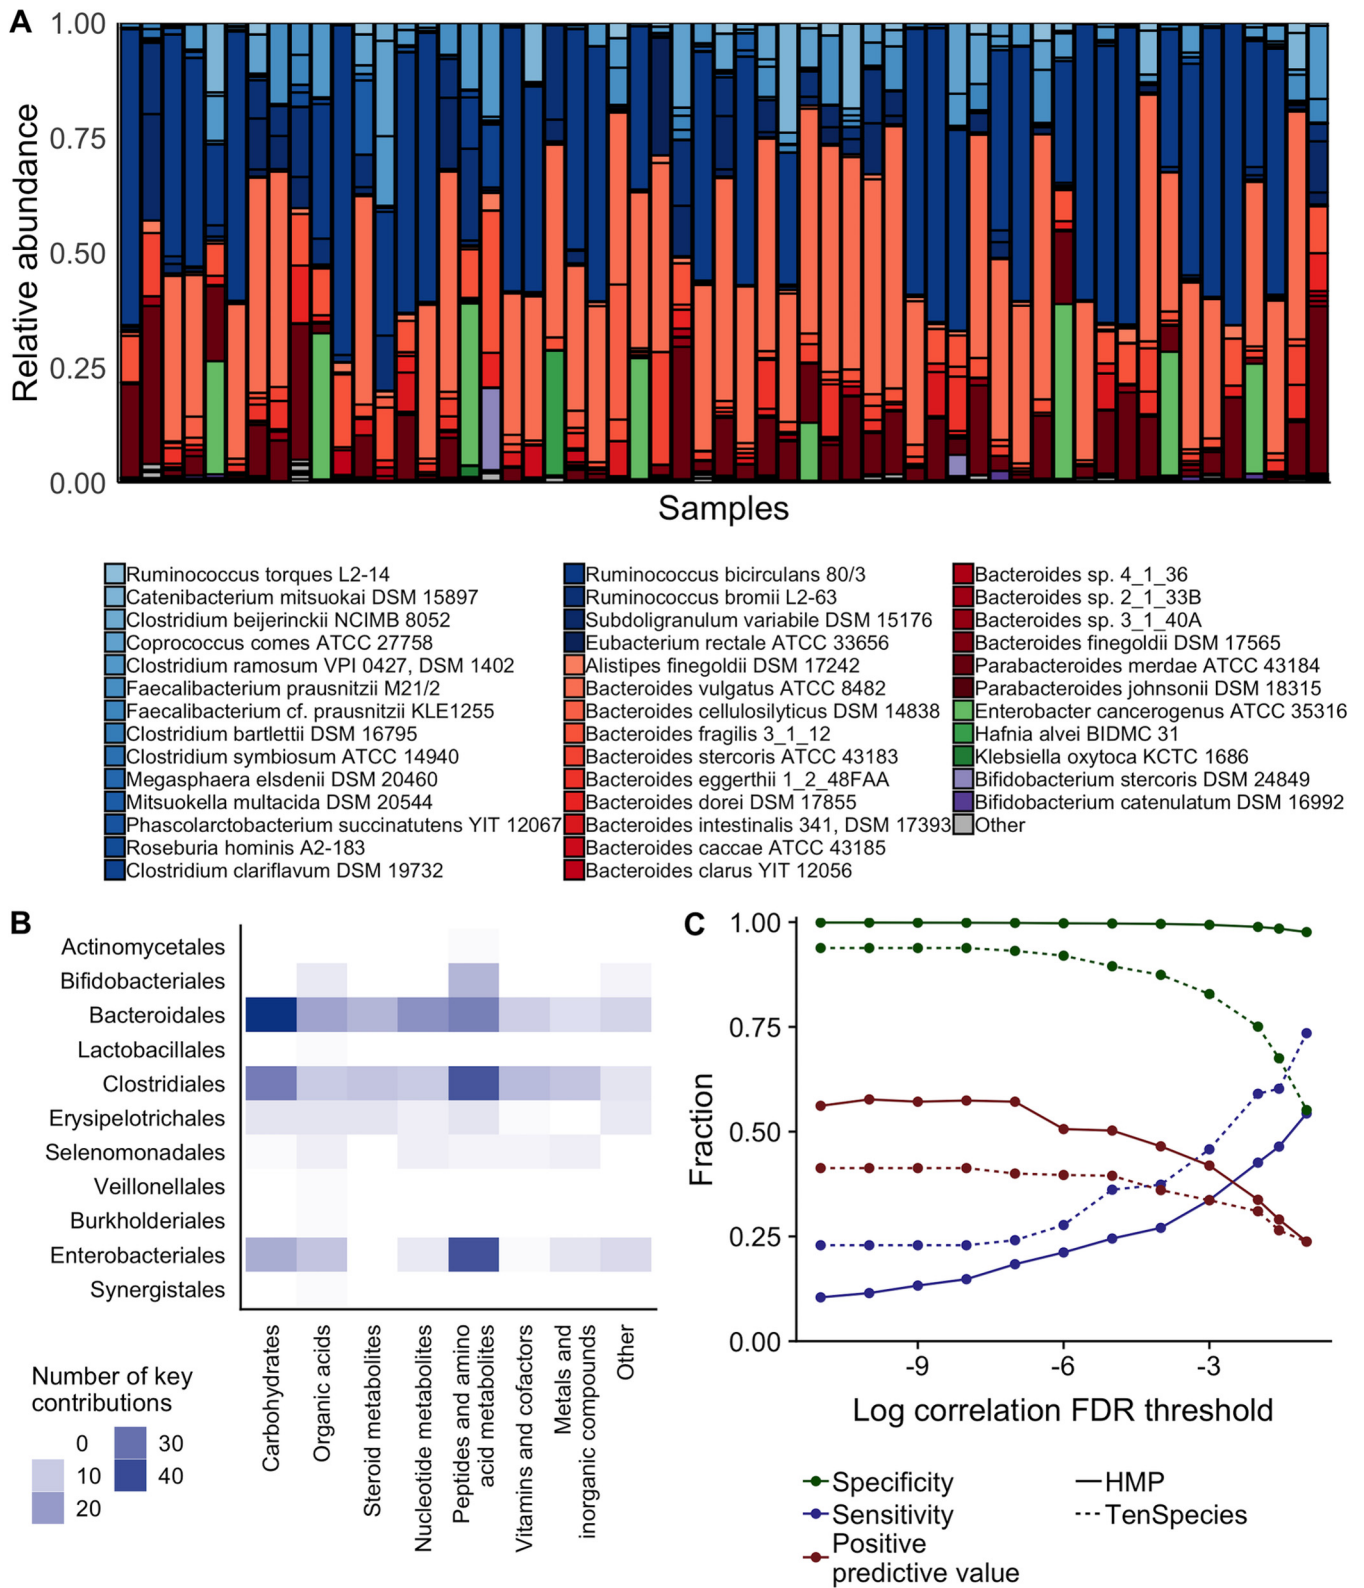 A
1.00
0.75
0.50
0.25
0.00
Relative abundance
Samples
Ruminococcus torques L2-14
Catenibacterium mitsuokai DSM 15897
Clostridium beijerinckii NCIMB 8052
Coprococcus comes ATCC 27758
Clostridium ramosum VPI 0427, DSM 1402
Faecalibacterium prausnitzii M21/2
Faecalibacterium cf. prausnitzii KLE1255
Clostridium bartlettii DSM 16795
Clostridium symbiosum ATCC 14940
Megasphaera elsdenii DSM 20460
Mitsuokella multacida DSM 20544
Phascolarctobacterium succinatutens YIT 12067
Roseburia hominis A2-183
Clostridium clariflavum DSM 19732
Ruminococcus bicirculans 80/3
Ruminococcus bromii L2-63
Subdoligranulum variabile DSM 15176
Eubacterium rectale ATCC 33656
Alistipes finegoldii DSM 17242
Bacteroides vulgatus ATCC 8482
Bacteroides cellulosilyticus DSM 14838
Bacteroides fragilis 3_1_12
Bacteroides stercoris ATCC 43183
Bacteroides eggerthii 1_2_48FAA
Bacteroides dorei DSM 17855
Bacteroides intestinalis 341, DSM 17393
Bacteroides caccae ATCC 43185
Bacteroides clarus YIT 12056
Bacteroides sp. 4_1_36
Bacteroides sp. 2_1_33B
Bacteroides sp. 3_1_40A
Bacteroides finegoldii DSM 17565
Parabacteroides merdae ATCC 43184
Parabacteroides johnsonii DSM 18315
Enterobacter cancerogenus ATCC 35316
Hafnia alvei BIDMC 31
Klebsiella oxytoca KCTC 1686
Bifidobacterium stercoris DSM 24849
Bifidobacterium catenulatum DSM 16992
Other
B
Actinomycetales
Bifidobacteriales
Bacteroidales
Lactobacillales
Clostridiales
Erysipelotrichales
Selenomonadales
Veillonellales
Burkholderiales
Enterobacteriales
Synergistales
Carbohydrates
Organic acids
Steroid metabolites
Nucleotide metabolites
Peptides and amino
acid metabolites
Vitamins and cofactors
Metals and
inorganic compounds
Other
Number of key
contributions
0
10
20
30
40
C
1.00
0.75
0.50
0.25
0.00
Fraction
-9
-6
-3
Log correlation FDR threshold
Specificity
Sensitivity
Positive
predictive value
HMP
TenSpecies